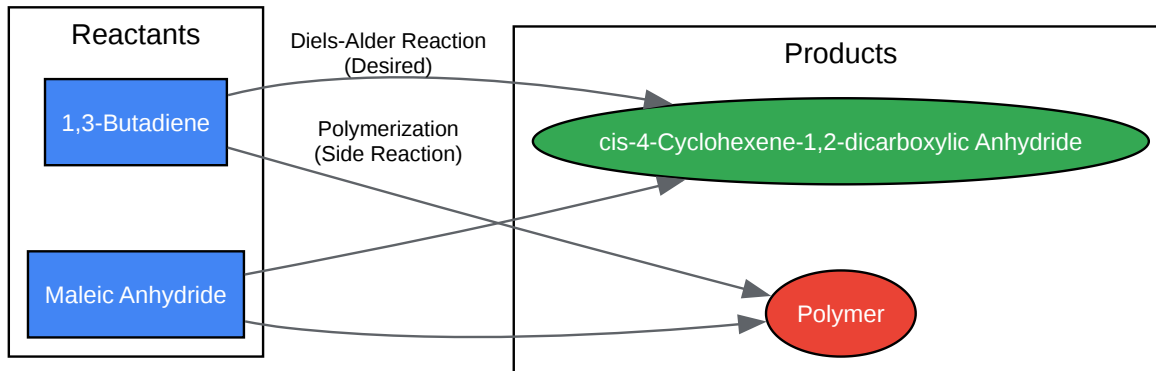 Reactants
Diels-Alder Reaction
(Desired)
Products
1,3-Butadiene
Polymerization
(Side Reaction)
cis-4-Cyclohexene-1,2-dicarboxylic Anhydride
Maleic Anhydride
Polymer